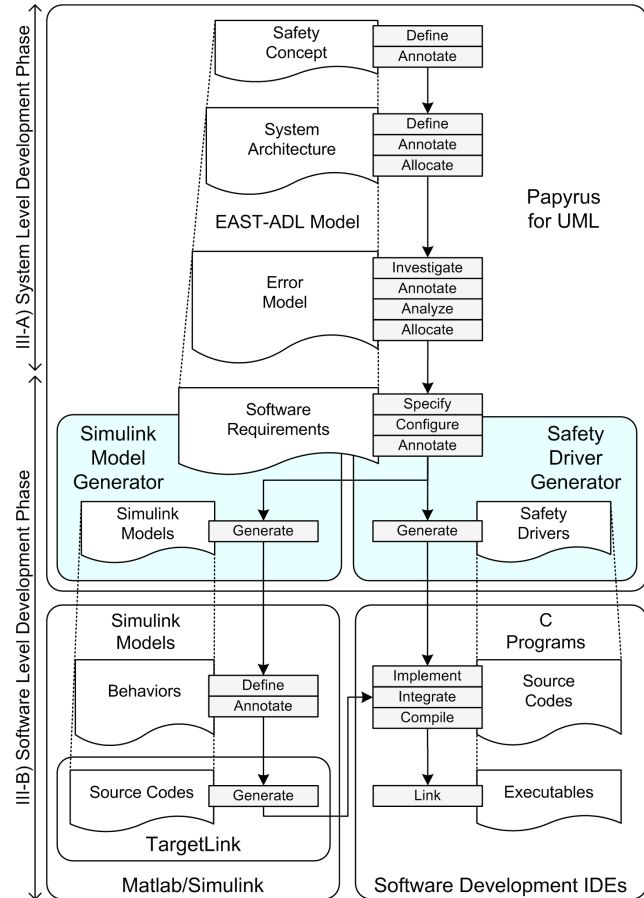 III-A) System Level Development Phase
Safety
Concept
Define
Annotate
System
Architecture
Define
Annotate
Allocate
EAST-ADL Model
Papyrus
for UML
Error
Model
Investigate
Annotate
Analyze
Allocate
III-B) Software Level Development Phase
Software
Requirements
Specify
Configure
Annotate
Simulink
Model
Generator
Safety
Driver
Generator
Simulink
Models
Generate
Generate
Safety
Drivers
Simulink
Models
C
Programs
Behaviors
Define
Annotate
Implement
Integrate
Compile
Source
Codes
Source Codes
Generate
Link
Executables
TargetLink
Matlab/Simulink
Software Development IDEs